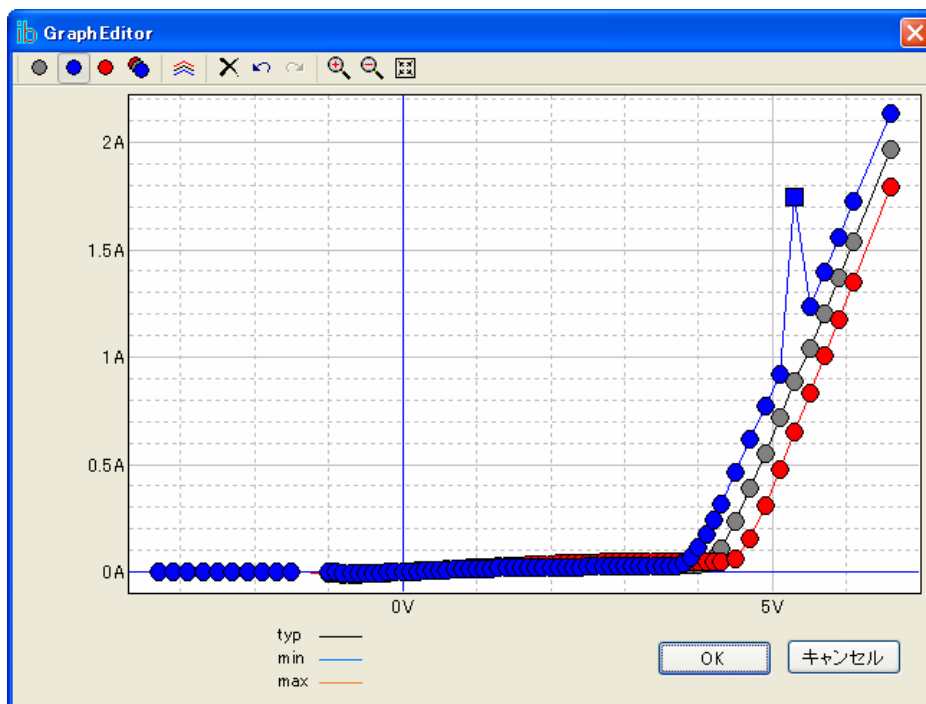 ib GraphEditor
2A
1.5A
1A
0.5A
0A
0V 5V
typ
min
max
OK キャンセル